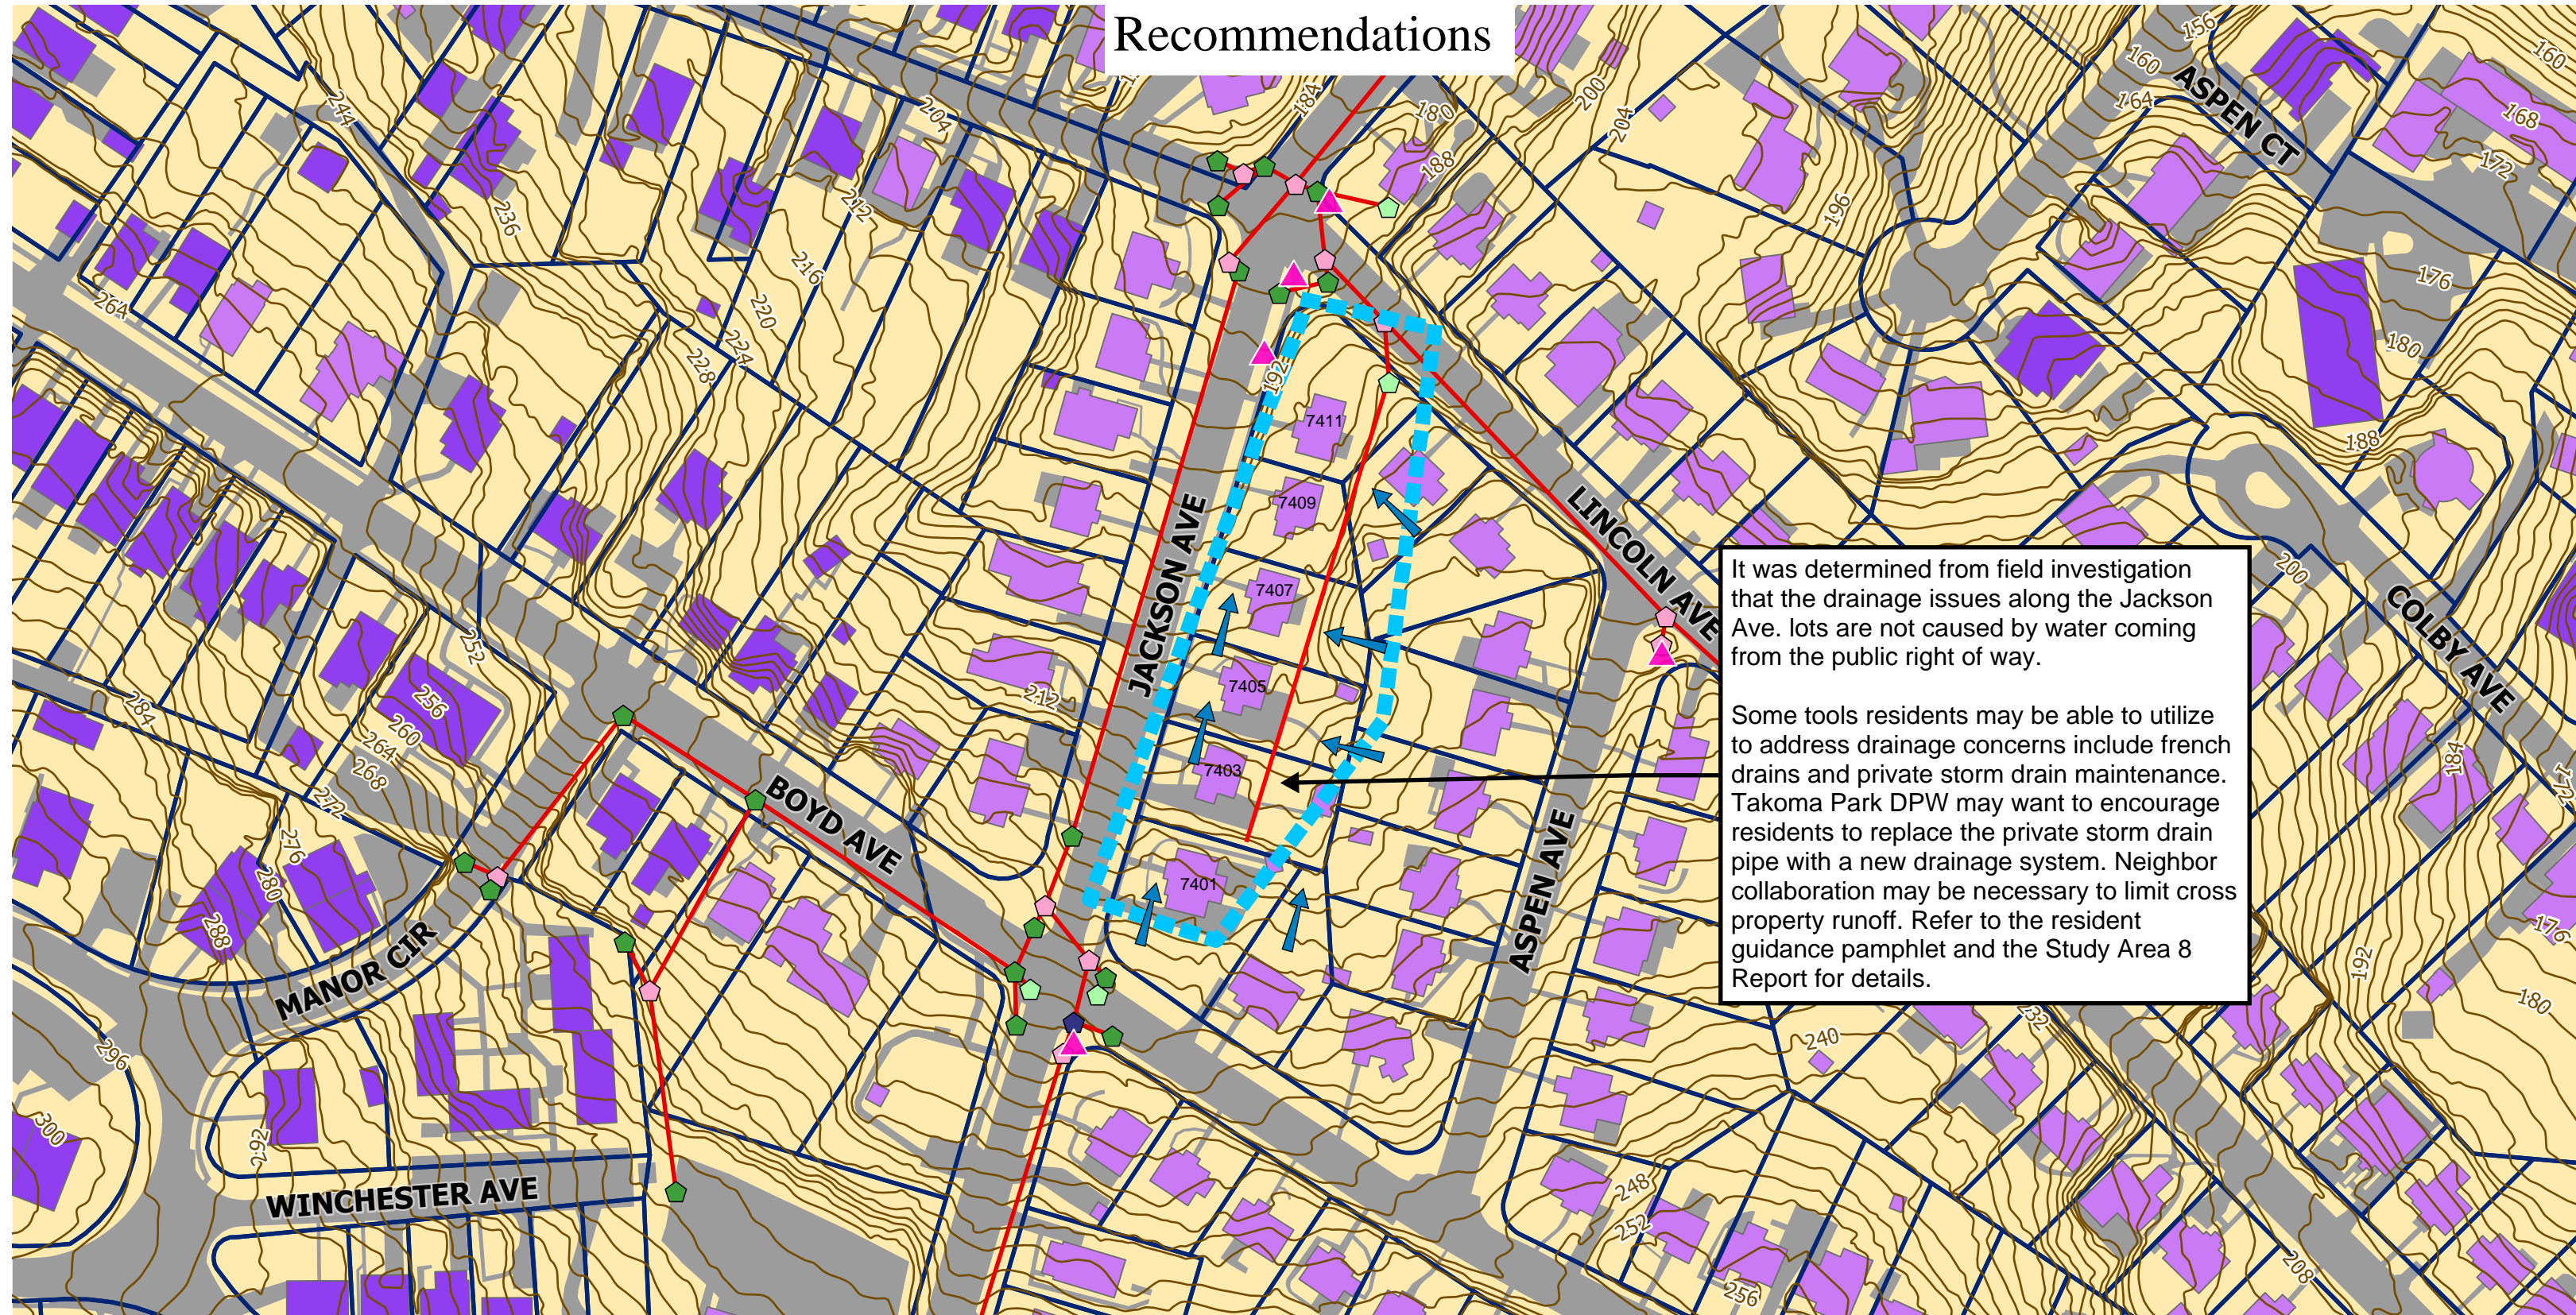 Recommendations
184
180
188
200
204
156
160
164
ASPEN CT
160
168
172
176
180
188
196
244
236
204
212
216
220
224
228
264
192
7411
7409
7407
7405
7403
7401
JACKSON AVE
LINCOLN AVE
200
COLBY AVE
184
172
176
192
180
It was determined from field investigation
that the drainage issues along the Jackson
Ave. lots are not caused by water coming
from the public right of way.
Some tools residents may be able to utilize
to address drainage concerns include french
drains and private storm drain maintenance.
Takoma Park DPW may want to encourage
residents to replace the private storm drain
pipe with a new drainage system. Neighbor
collaboration may be necessary to limit cross
property runoff. Refer to the resident
guidance pamphlet and the Study Area 8
Report for details.
252
212
284
256
260
264
268
272
276
280
288
BOYD AVE
ASPEN AVE
MANOR CIR
296
300
292
WINCHESTER AVE
232
240
248
252
256
208